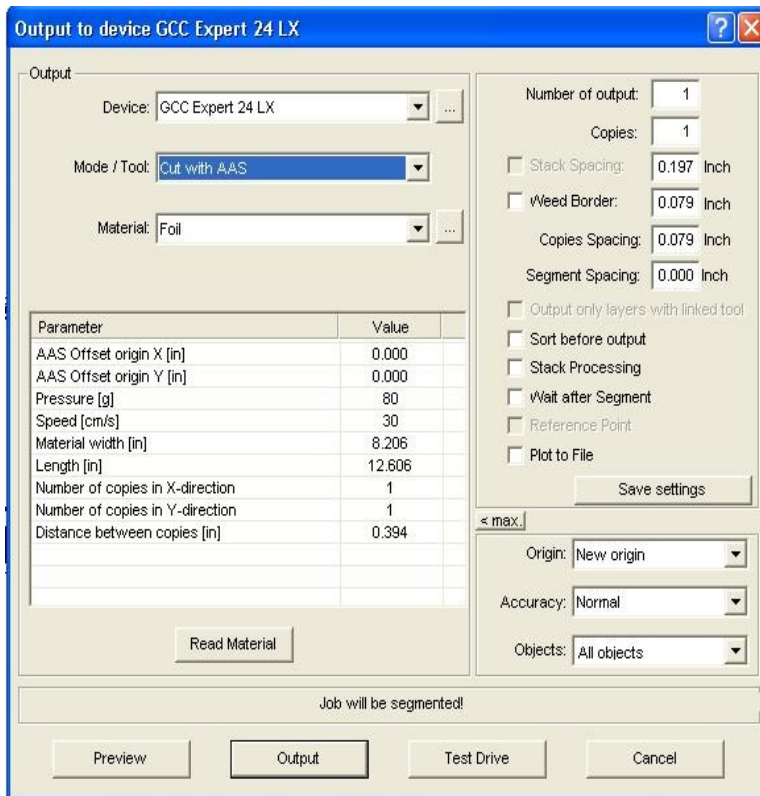 Output to device GCC Expert 24 LX
Output
Device: GCC Expert 24 LX ...
Mode / Tool: Cut with AAS
Material: Foil ...
Parameter Value
AAS Offset origin X [in] 0.000
AAS Offset origin Y [in] 0.000
Pressure [g] 80
Speed [cm/s] 30
Material width [in] 8.206
Length [in] 12.606
Number of copies in X-direction 1
Number of copies in Y-direction 1
Distance between copies [in] 0.394
Read Material
Number of output: 1
Copies: 1
Stack Spacing: 0.197 Inch
Weed Border: 0.079 Inch
Copies Spacing: 0.079 Inch
Segment Spacing: 0.000 Inch
Output only layers with linked tool
Sort before output
Stack Processing
Wait after Segment
Reference Point
Plot to File
Save settings
< max.
Origin: New origin
Accuracy: Normal
Objects: All objects
Job will be segmented!
Preview Output Test Drive Cancel